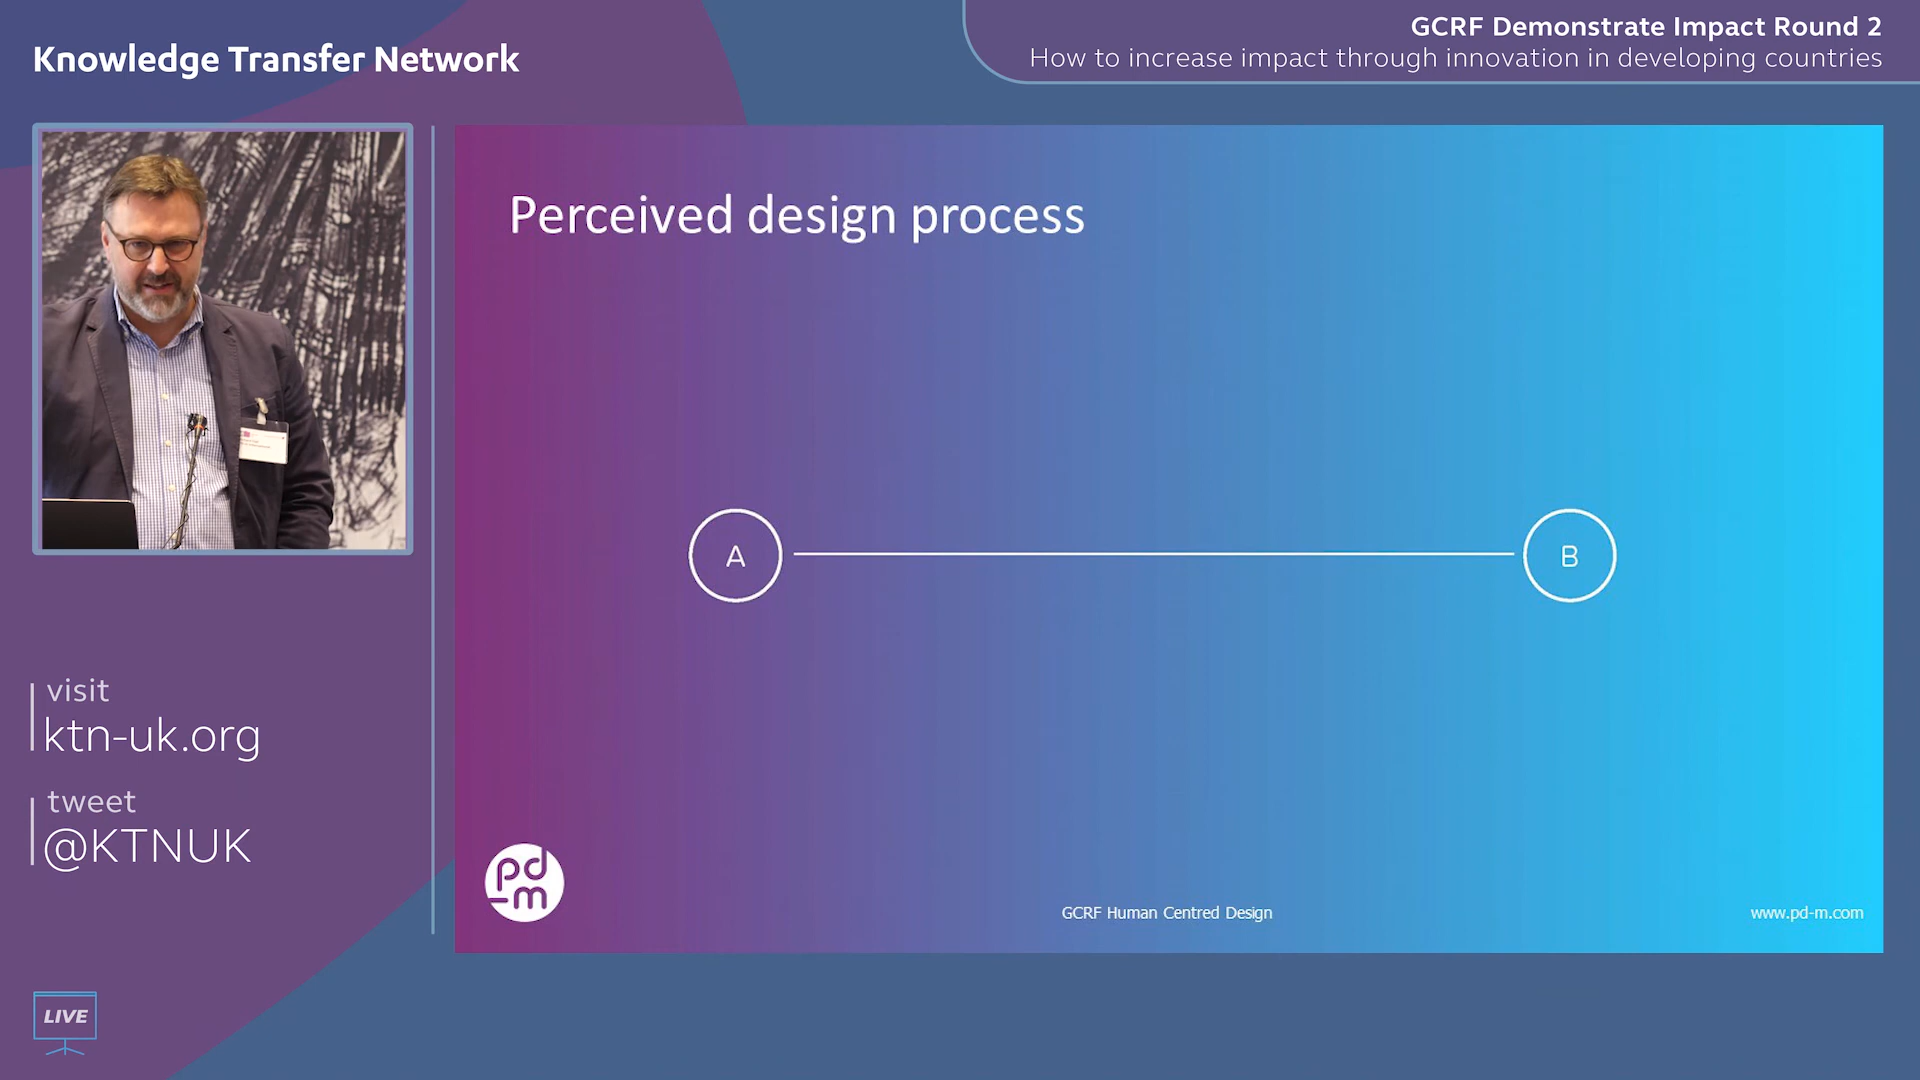 Knowledge Transfer Network
GCRF Demonstrate Impact Round 2
How to increase impact through innovation in developing countries
Perceived design process
A
B
visit
ktn-uk.org
tweet
@KTNUK
pd
-m
GCRF Human Centred Design
www.pd-m.com
LIVE